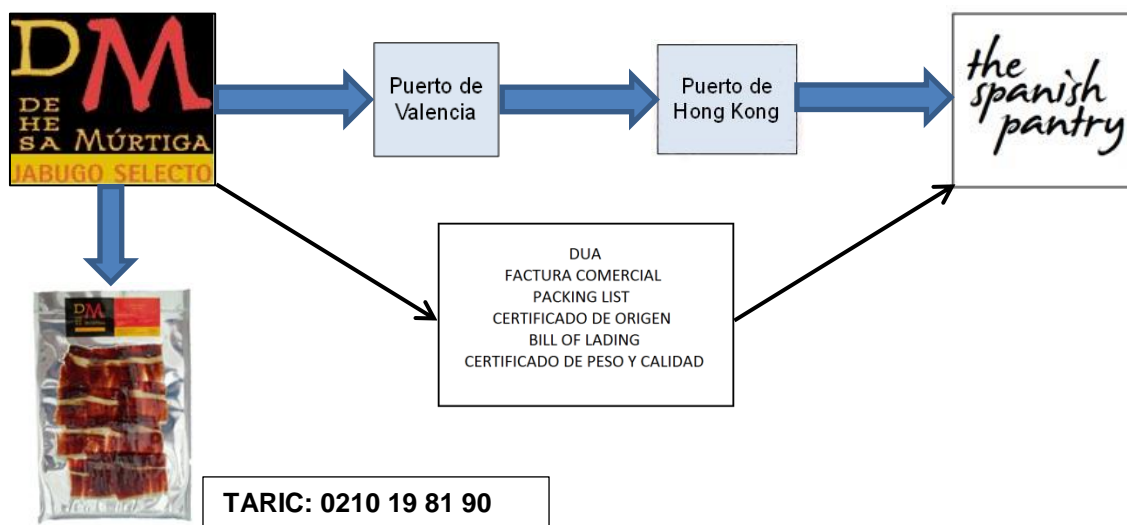 DM
DE
HE
SA MÚRTIGA
JABUGO SELECTO
Puerto de
Valencia
Puerto de
Hong Kong
the
spanish
pantry
DUA
FACTURA COMERCIAL
PACKING LIST
CERTIFICADO DE ORIGEN
BILL OF LADING
CERTIFICADO DE PESO Y CALIDAD
DM
TARIC: 0210 19 81 90